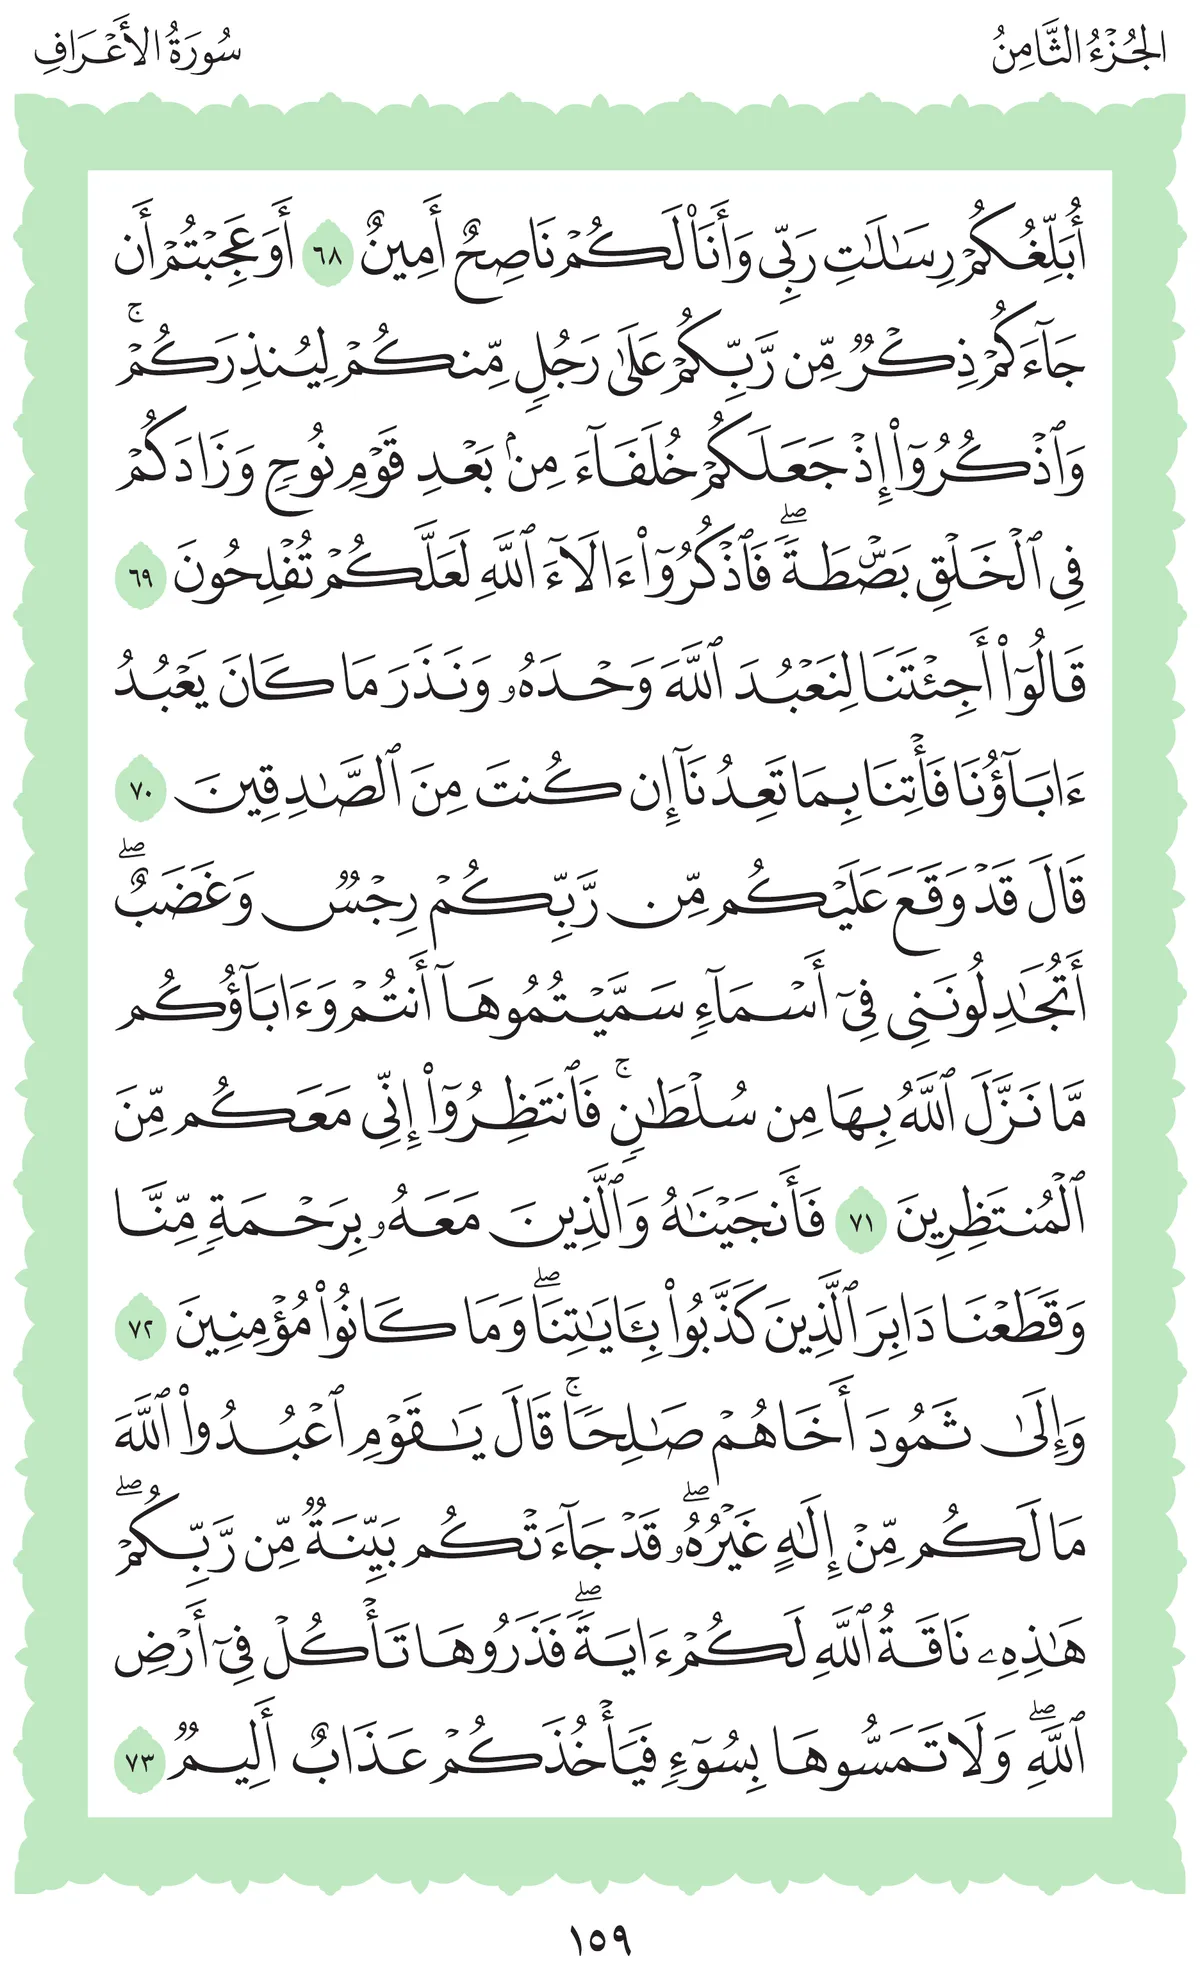 الجُزْءُ الثَّامِنُ
سُورَةُ الأَعْرَافِ
أُبَلِّغُكُمْ رِسَٰلَٰتِ رَبِّى وَأَنَا۠ لَكُمْ نَاصِحٌ أَمِينٌ ٦٨ أَوَعَجِبْتُمْ أَن
جَآءَكُمْ ذِكْرٌ مِّن رَّبِّكُمْ عَلَىٰ رَجُلٍ مِّنكُمْ لِيُنذِرَكُمْ ۚ
وَٱذْكُرُوٓا۟ إِذْ جَعَلَكُمْ خُلَفَآءَ مِنۢ بَعْدِ قَوْمِ نُوحٍ وَزَادَكُمْ
فِى ٱلْخَلْقِ بَصْۜطَةً ۖ فَٱذْكُرُوٓا۟ ءَالَآءَ ٱللَّهِ لَعَلَّكُمْ تُفْلِحُونَ ٦٩
قَالُوٓا۟ أَجِئْتَنَا لِنَعْبُدَ ٱللَّهَ وَحْدَهُۥ وَنَذَرَ مَا كَانَ يَعْبُدُ
ءَابَآؤُنَا فَأْتِنَا بِمَا تَعِدُنَآ إِن كُنتَ مِنَ ٱلصَّٰدِقِينَ ٧٠
قَالَ قَدْ وَقَعَ عَلَيْكُم مِّن رَّبِّكُمْ رِجْسٌ وَغَضَبٌ ۖ
أَتُجَٰدِلُونَنِى فِىٓ أَسْمَآءٍ سَمَّيْتُمُوهَآ أَنتُمْ وَءَابَآؤُكُم
مَّا نَزَّلَ ٱللَّهُ بِهَا مِن سُلْطَٰنٍ ۚ فَٱنتَظِرُوٓا۟ إِنِّى مَعَكُم مِّنَ
ٱلْمُنتَظِرِينَ ٧١ فَأَنجَيْنَٰهُ وَٱلَّذِينَ مَعَهُۥ بِرَحْمَةٍ مِّنَّا
وَقَطَعْنَا دَابِرَ ٱلَّذِينَ كَذَّبُوا۟ بِـَٔايَٰتِنَا ۖ وَمَا كَانُوا۟ مُؤْمِنِينَ ٧٢
وَإِلَىٰ ثَمُودَ أَخَاهُمْ صَٰلِحًا ۚ قَالَ يَٰقَوْمِ ٱعْبُدُوا۟ ٱللَّهَ
مَا لَكُم مِّنْ إِلَٰهٍ غَيْرُهُۥ ۖ قَدْ جَآءَتْكُم بَيِّنَةٌ مِّن رَّبِّكُمْ ۖ
هَٰذِهِۦ نَاقَةُ ٱللَّهِ لَكُمْ ءَايَةً ۖ فَذَرُوهَا تَأْكُلْ فِىٓ أَرْضِ
ٱللَّهِ ۖ وَلَا تَمَسُّوهَا بِسُوٓءٍ فَيَأْخُذَكُمْ عَذَابٌ أَلِيمٌ ٧٣
١٥٩